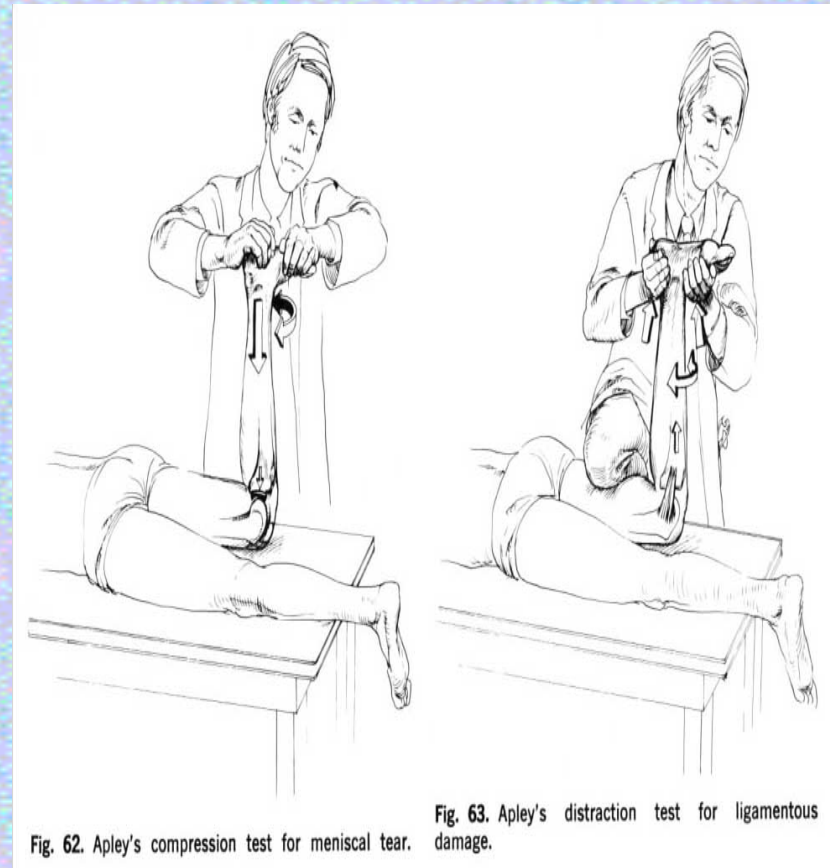 Fig. 62. Apley's compression test for meniscal tear.
Fig. 63. Apley's distraction test for ligamentous
damage.